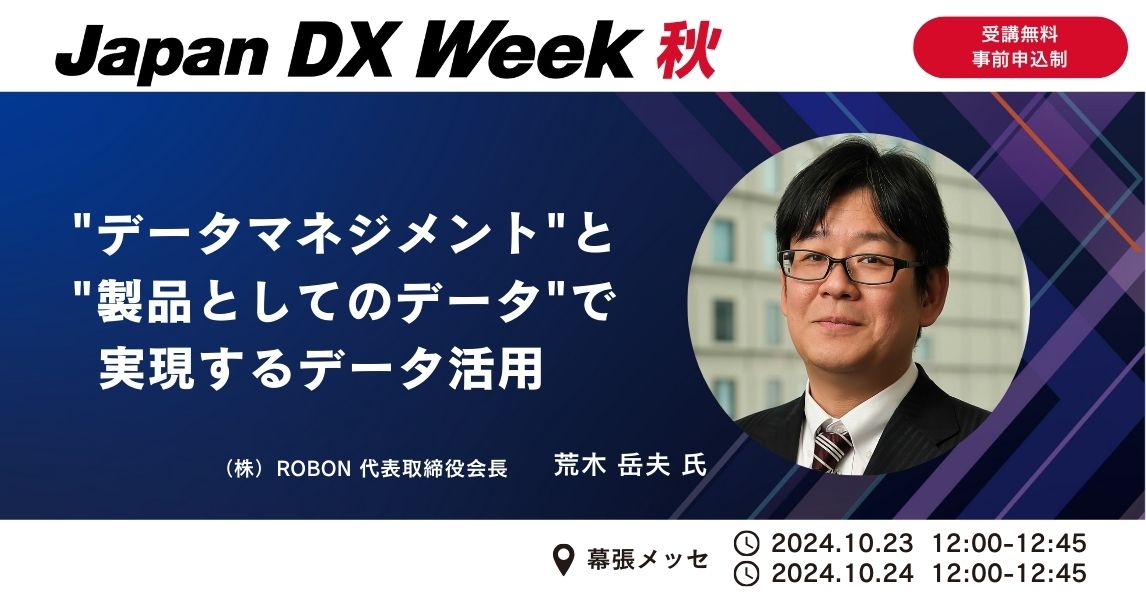 Japan DX Week 秋
受講無料
事前申込制
"データマネジメント"と
"製品としてのデータ"で
実現するデータ活用
（株）ROBON 代表取締役会長 荒木 岳夫 氏
幕張メッセ
2024.10.23 12:00-12:45
2024.10.24 12:00-12:45